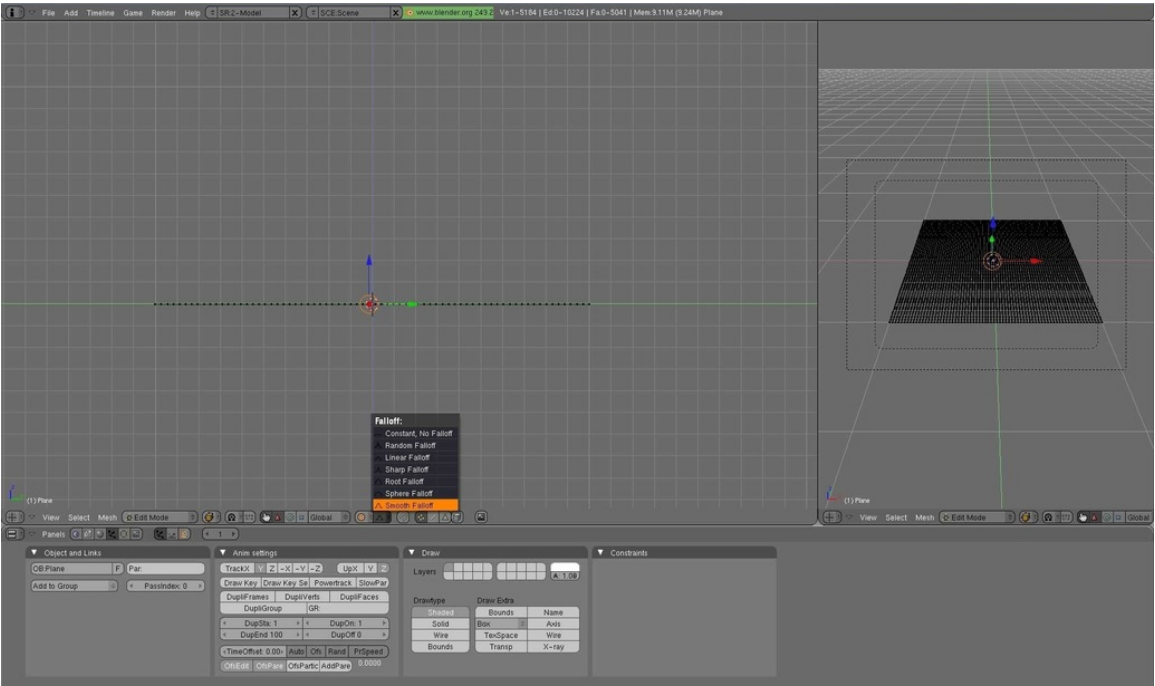 File Add Timeline Game Render Help SR:2-Model X SCE:Scene X www.blender.org 249.2 Ve:1-5184 | Ed:0-10224 | Fa:0-5041 | Mem:9.11M (9.24M) Plane
Falloff:
Constant, No Falloff
Random Falloff
Linear Falloff
Sharp Falloff
Root Falloff
Sphere Falloff
Smooth Falloff
z
(1) Plane
(1) Plane
View Select Mesh Edit Mode Global
View Select Mesh Edit Mode Global
Panels 1
Object and Links
OB:Plane F Par:
Add to Group PassIndex: 0
Anim settings
TrackX Y Z -X -Y -Z UpX Y Z
Draw Key Draw Key Se Powertrack SlowPar
DupliFrames DupliVerts DupliFaces
DupliGroup GR:
DupSta: 1 DupOn: 1
DupEnd 100 DupOff 0
TimeOffset: 0.00 Auto Ofs Rand PrSpeed
OfsEdit OfsPare OfsPartic AddPare 0.0000
Draw
Layers A: 1.00
Drawtype Draw Extra
Shaded Bounds Name
Solid Box Axis
Wire TexSpace Wire
Bounds Transp X-ray
Constraints